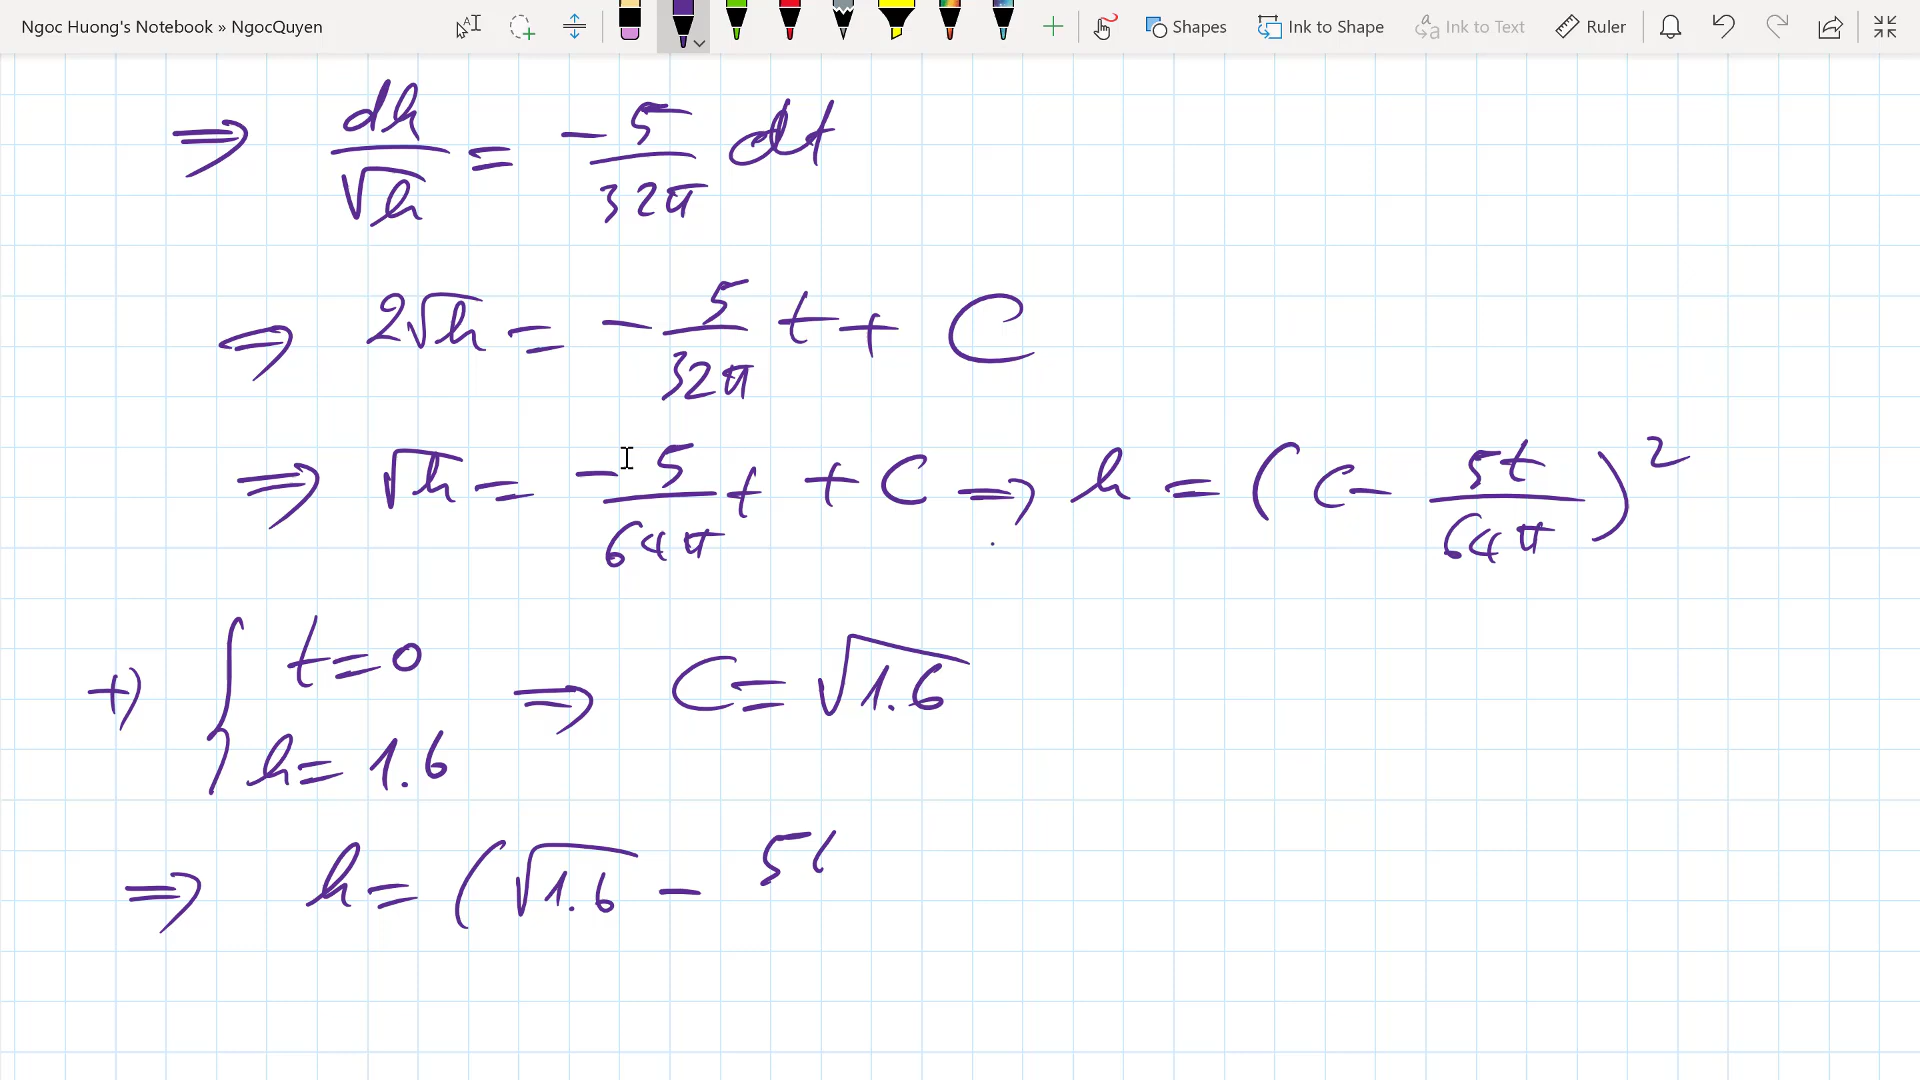 Ngoc Huong's Notebook » NgocQuyen Shapes Ink to Shape Ink to Text Ruler
⇒ dh/√h = -5/32π dt
⇒ 2√h = - 5/32π t + C
⇒ √h = -5/64π t + C ⇒ h = (C - 5t/64π)²
+) { t = 0 ⇒ C = √1.6
h = 1.6
⇒ h = (√1.6 - 5